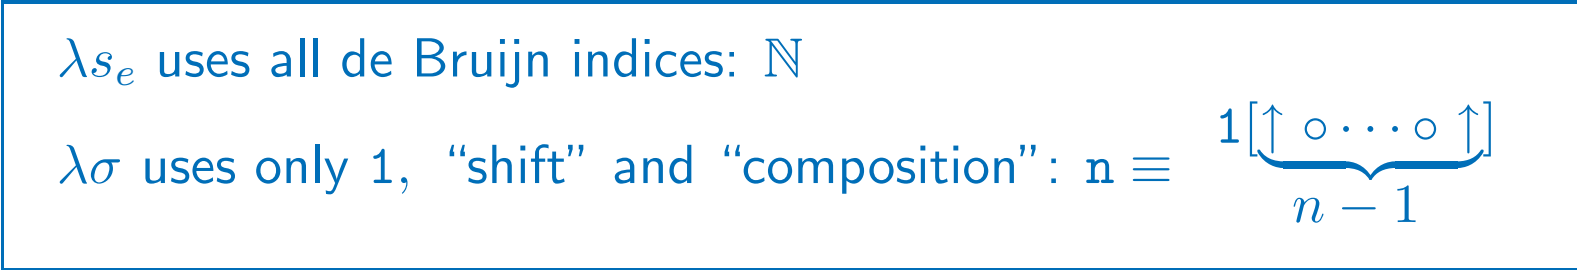 λs_e uses all de Bruijn indices: ℕ
λσ uses only 1, “shift” and “composition”: n ≡ 1[↑ ∘ ⋯ ∘ ↑]
n − 1